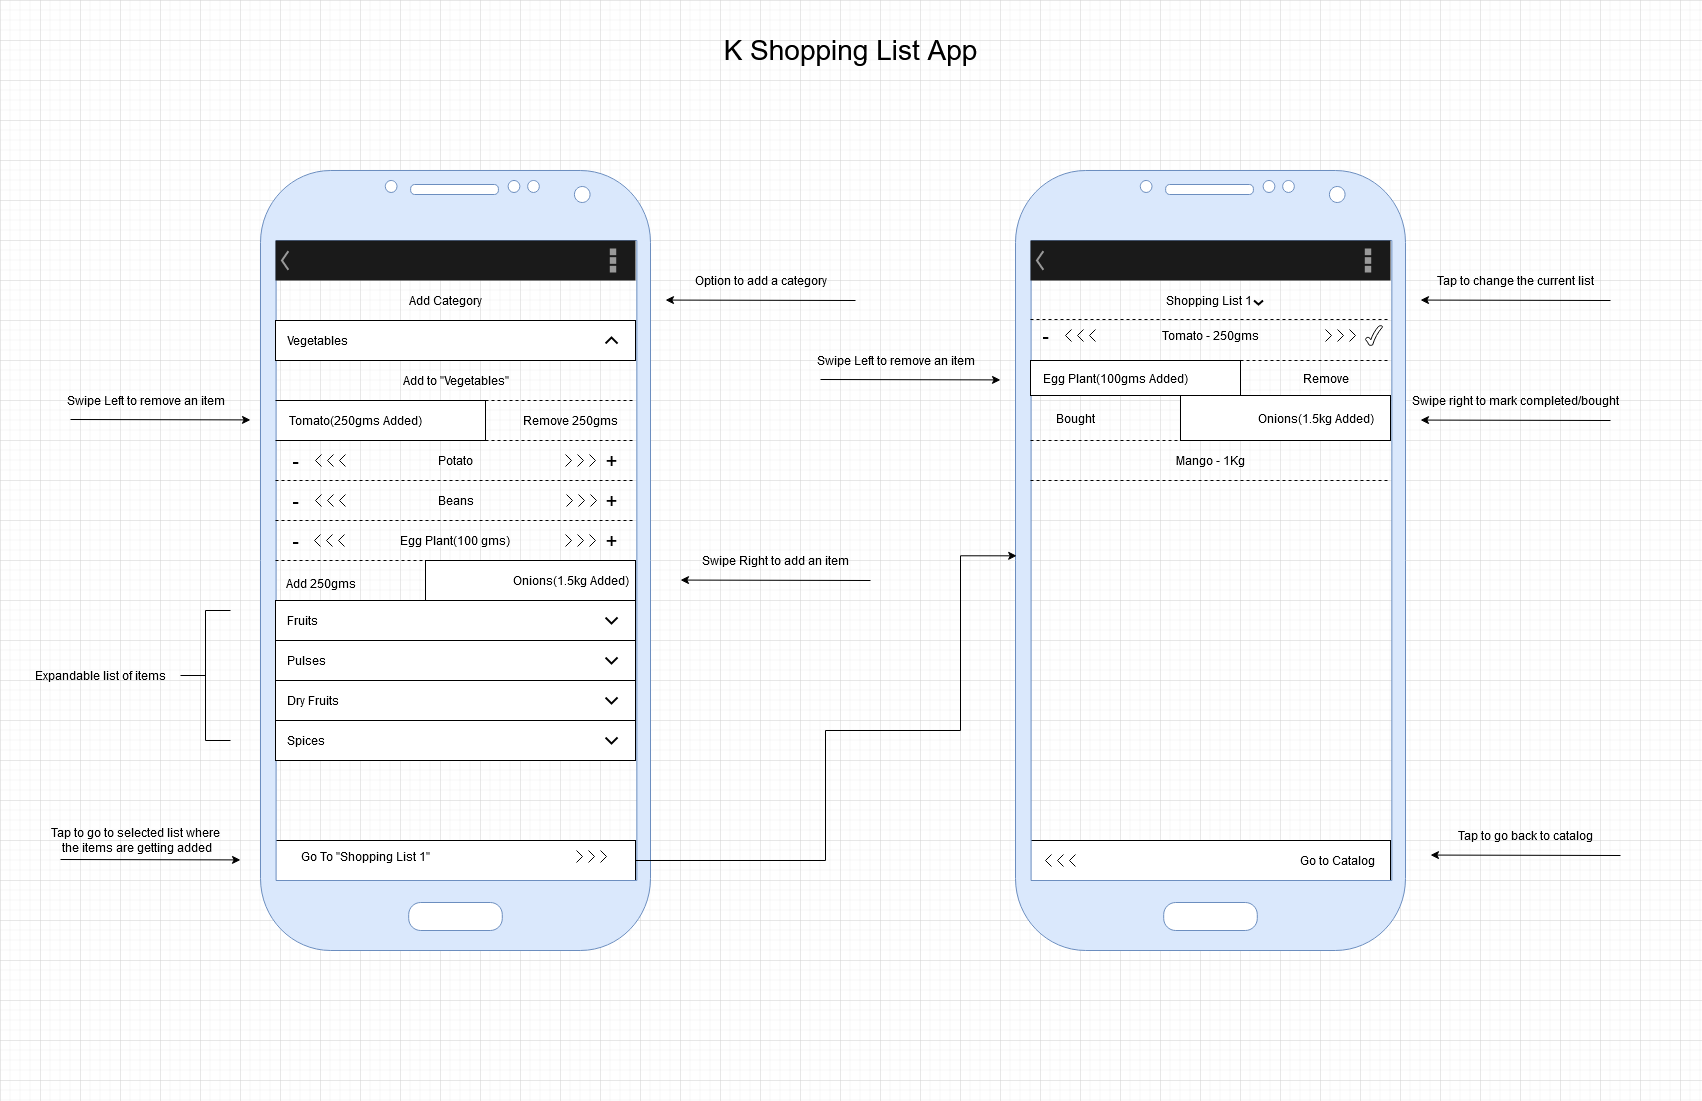 K Shopping List App
Add Category
Option to add a category
Vegetables
Add to "Vegetables"
Swipe Left to remove an item
Tomato(250gms Added)
Remove 250gms
- Potato +
- Beans +
- Egg Plant(100 gms) +
Add 250gms
Onions(1.5kg Added)
Swipe Right to add an item
Fruits
Pulses
Dry Fruits
Spices
Expandable list of items
Tap to go to selected list where
the items are getting added
Go To "Shopping List 1"
Shopping List 1
Tap to change the current list
- Tomato - 250gms
Swipe Left to remove an item
Egg Plant(100gms Added)
Remove
Bought
Onions(1.5kg Added)
Swipe right to mark completed/bought
Mango - 1Kg
Go to Catalog
Tap to go back to catalog